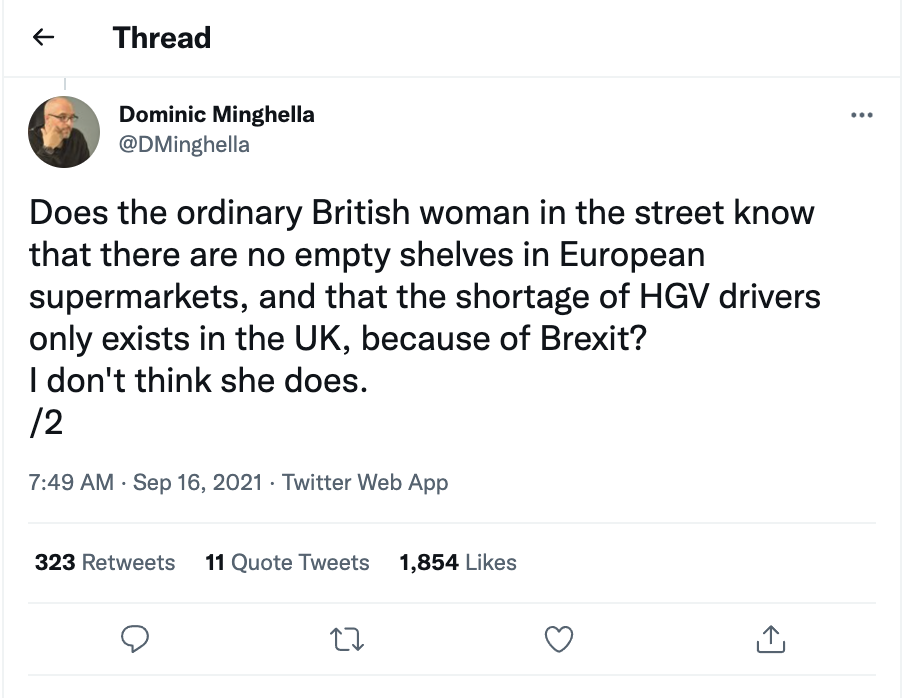 Thread
Dominic Minghella
@DMinghella
Does the ordinary British woman in the street know
that there are no empty shelves in European
supermarkets, and that the shortage of HGV drivers
only exists in the UK, because of Brexit?
I don't think she does.
/2
7:49 AM · Sep 16, 2021 · Twitter Web App
323 Retweets 11 Quote Tweets 1,854 Likes